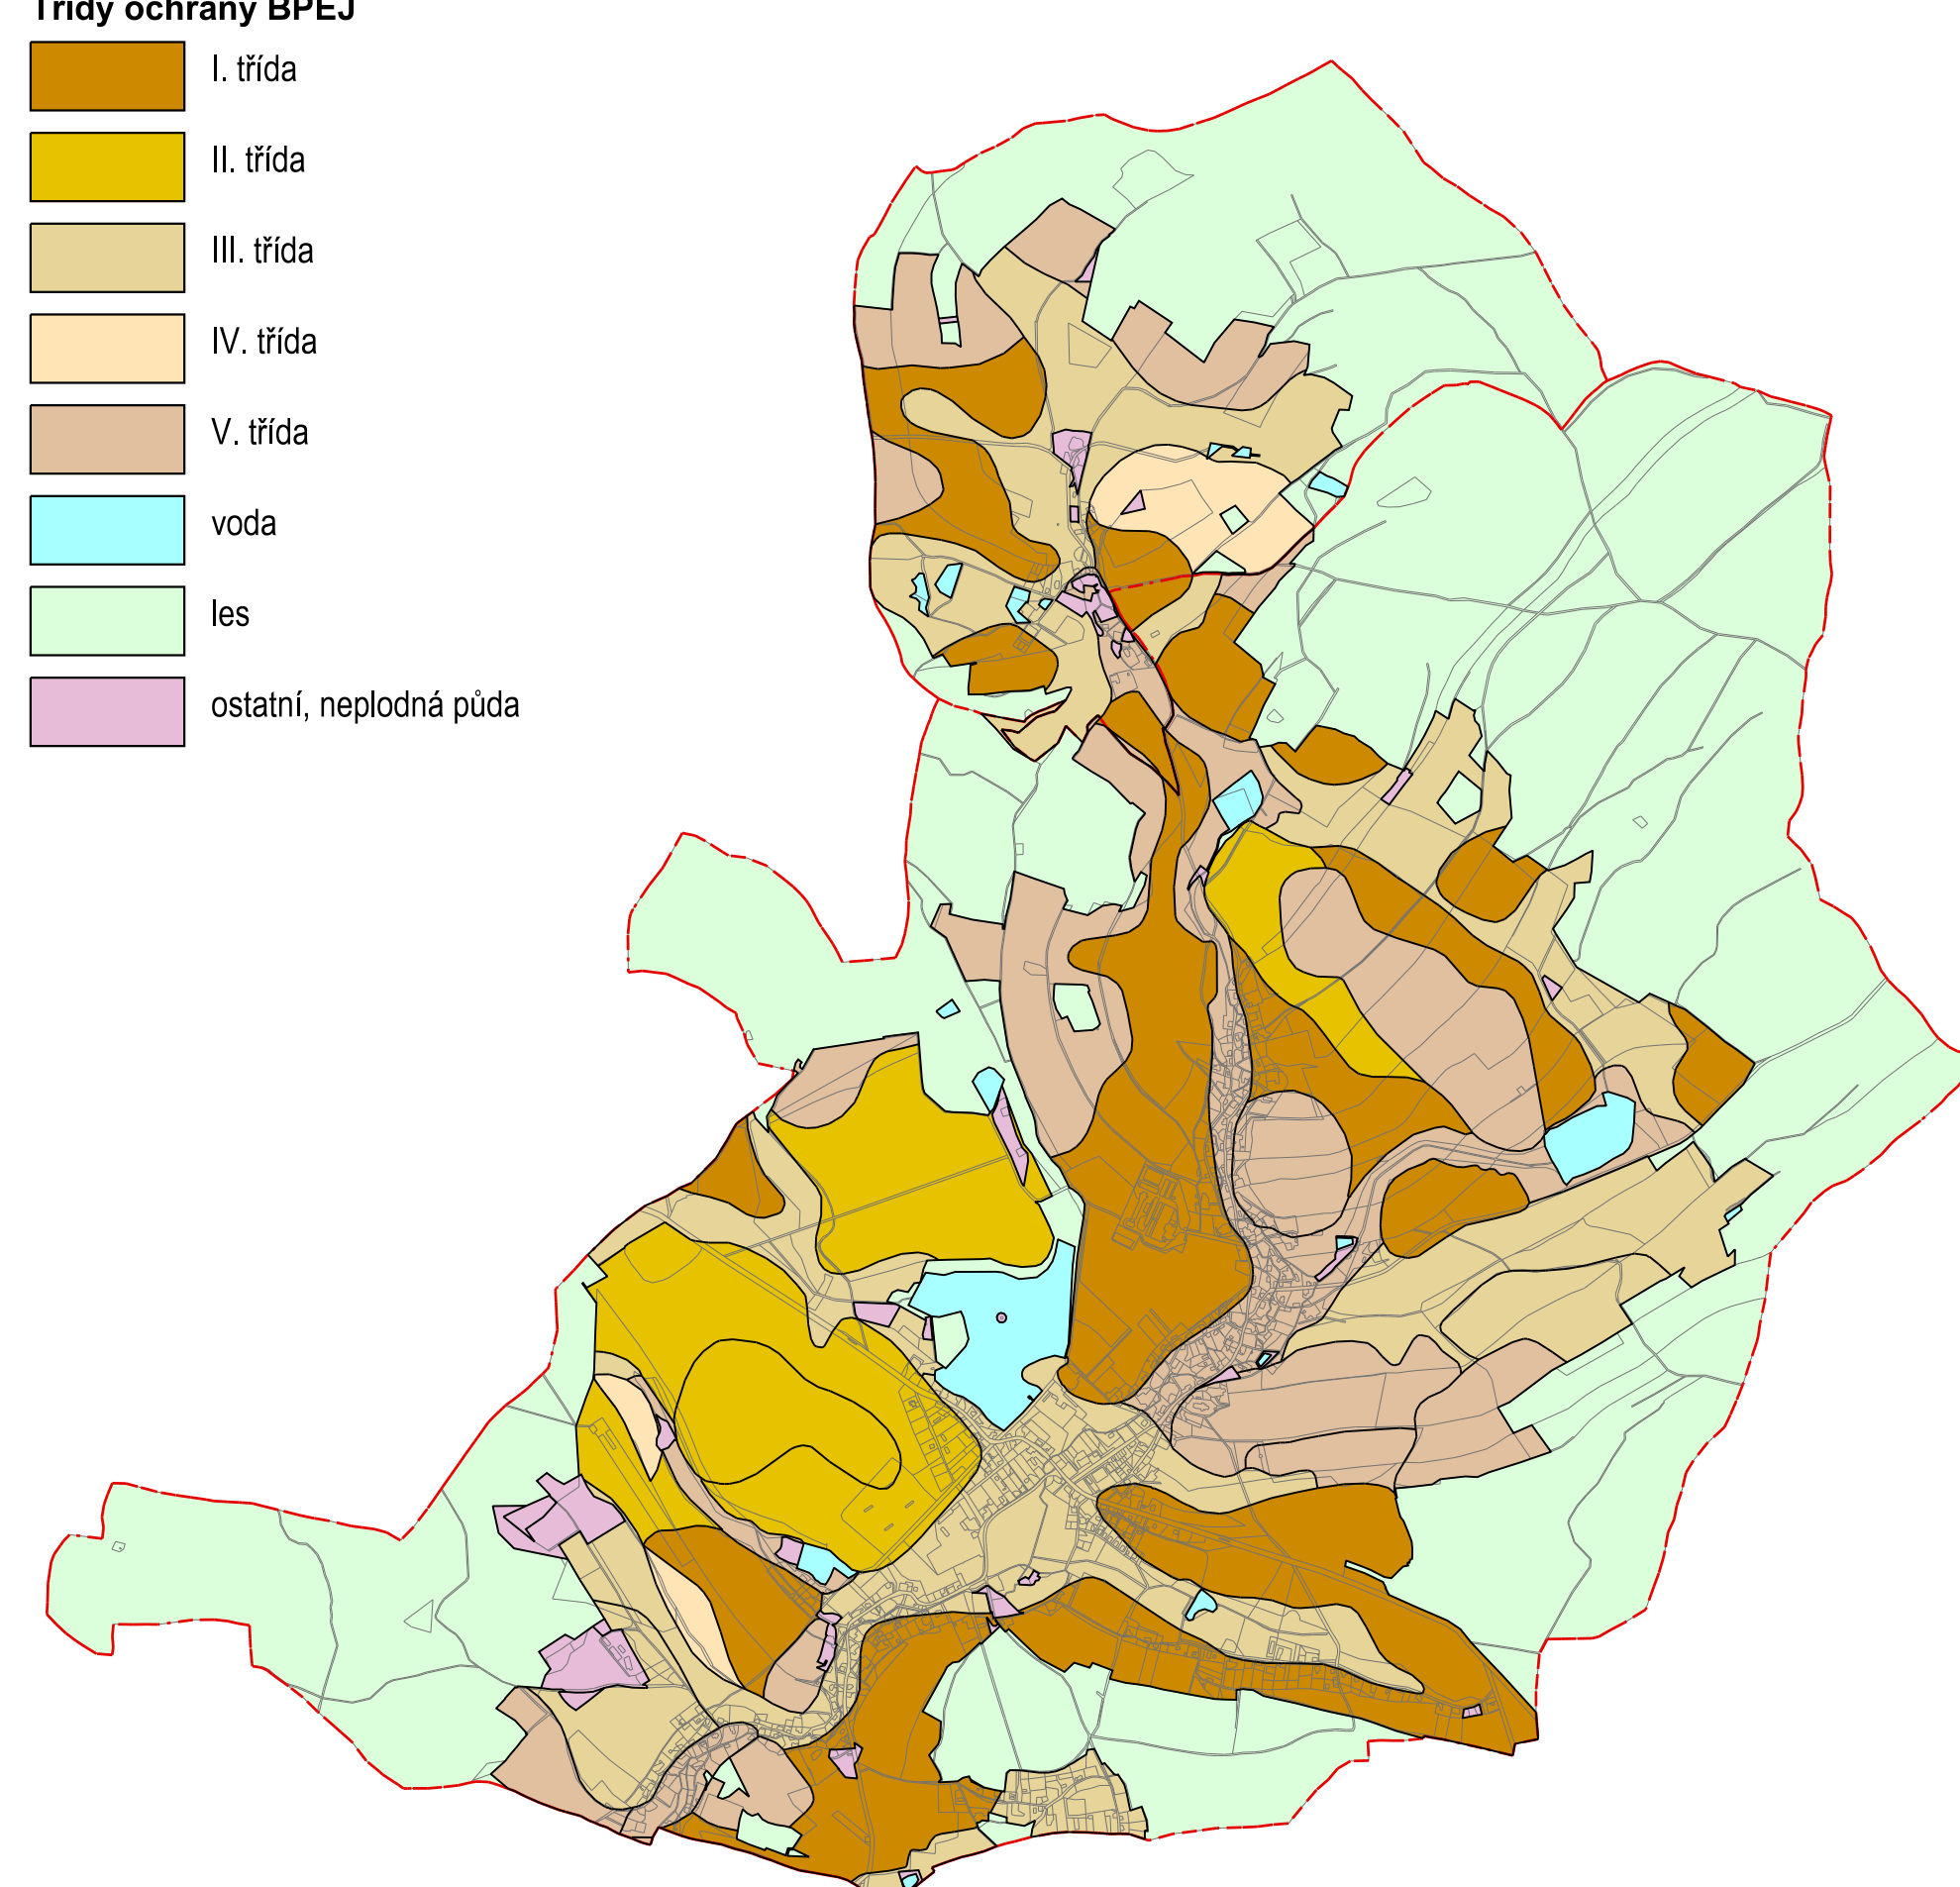 Třídy ochrany BPEJ
I. třída
II. třída
III. třída
IV. třída
V. třída
voda
les
ostatní, neplodná půda